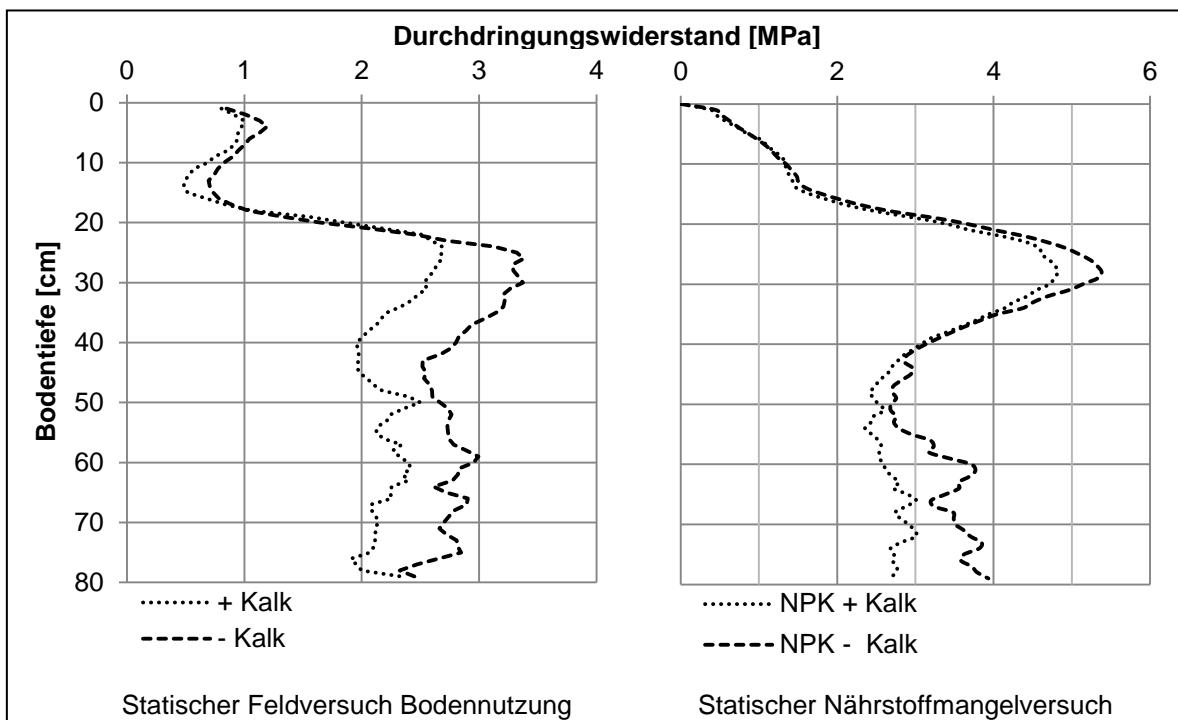 Durchdringungswiderstand [MPa]
0 1 2 3 4
0 2 4 6
Bodentiefe [cm]
0
10
20
30
40
50
60
70
80
+ Kalk
- Kalk
NPK + Kalk
NPK - Kalk
Statischer Feldversuch Bodennutzung
Statischer Nährstoffmangelversuch